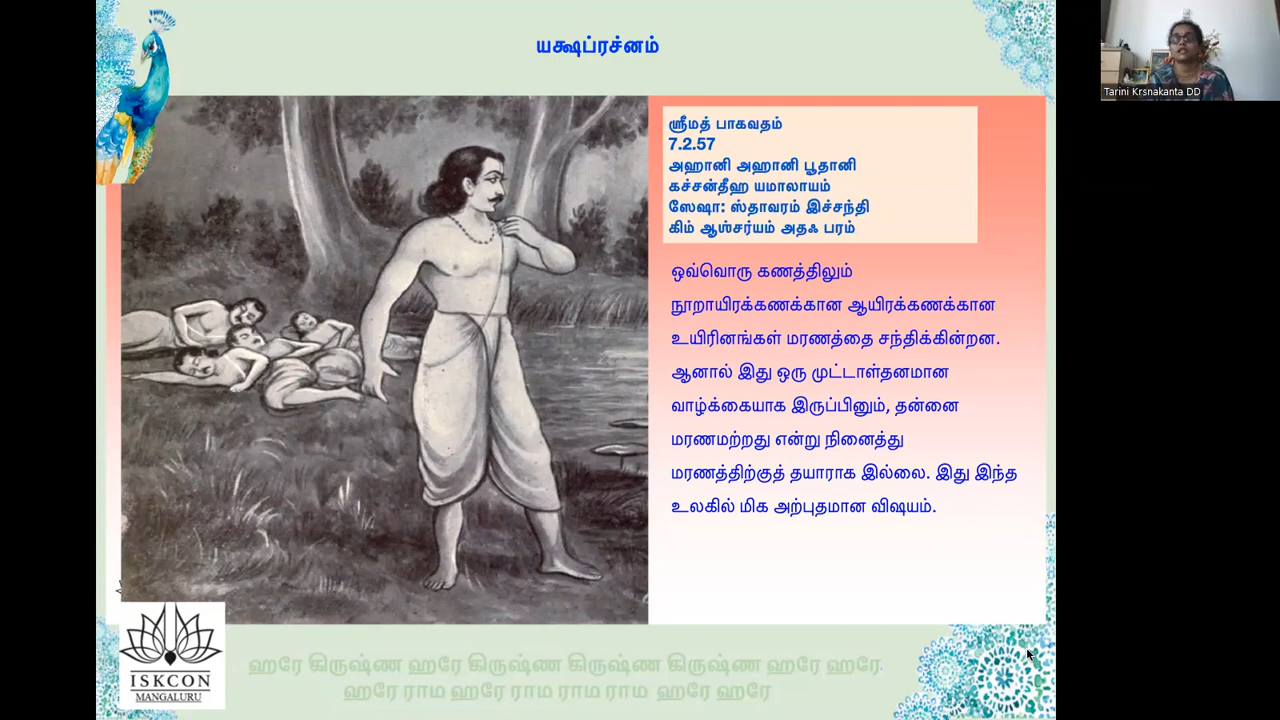 யக்ஷப்ரச்னம்
Tarini Krsnakanta DD
ஸ்ரீமத் பாகவதம்
7.2.57
அஹானி அஹானி பூதானி
கச்சந்தீஹ யமாலாயம்
ஸேஷா: ஸ்தாவரம் இச்சந்தி
கிம் ஆஶ்சர்யம் அதஃ பரம்
ஒவ்வொரு கணத்திலும்
நூறாயிரக்கணக்கான ஆயிரக்கணக்கான
உயிரினங்கள் மரணத்தை சந்திக்கின்றன.
ஆனால் இது ஒரு முட்டாள்தனமான
வாழ்க்கையாக இருப்பினும், தன்னை
மரணமற்றது என்று நினைத்து
மரணத்திற்குத் தயாராக இல்லை. இது இந்த
உலகில் மிக அற்புதமான விஷயம்.
ISKCON
MANGALURU
ஹரே கிருஷ்ண ஹரே கிருஷ்ண கிருஷ்ண கிருஷ்ண ஹரே ஹரே
ஹரே ராம ஹரே ராம ராம ராம ஹரே ஹரே